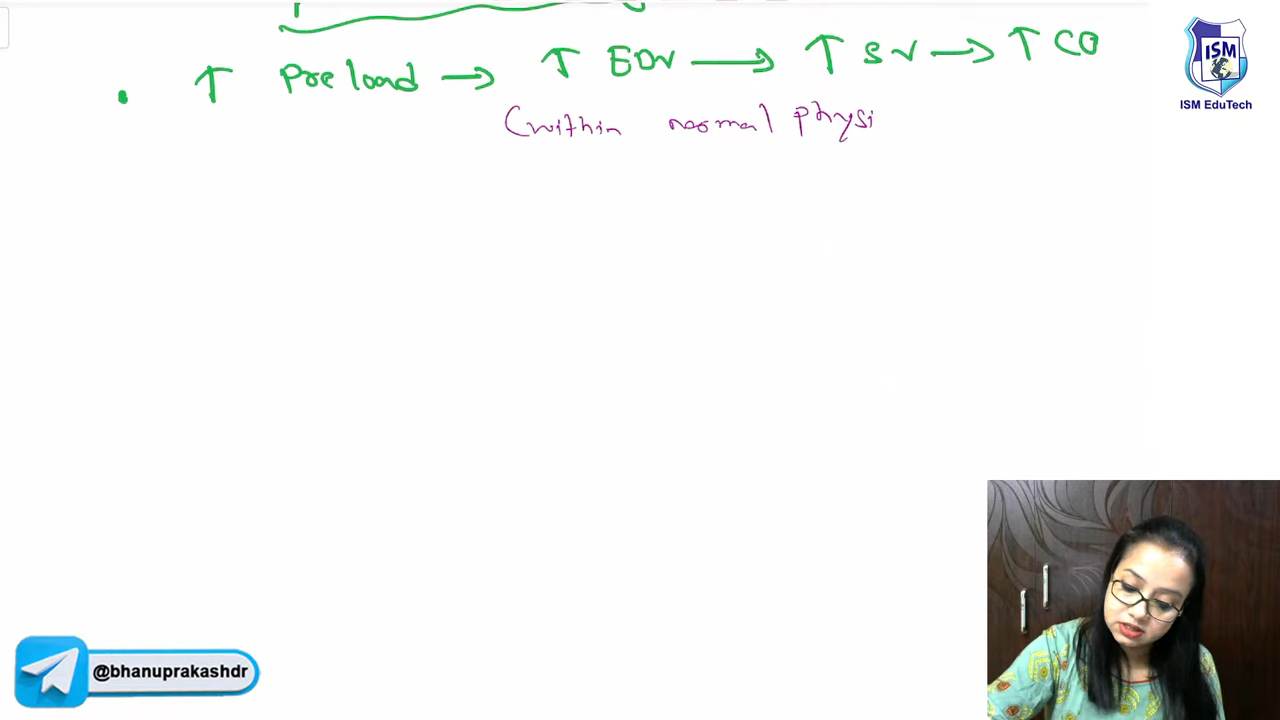 • ↑ Preload → ↑ EDV → ↑ SV → ↑ CO
(within normal physi
ISM
ISM EduTech
@bhanuprakashdr